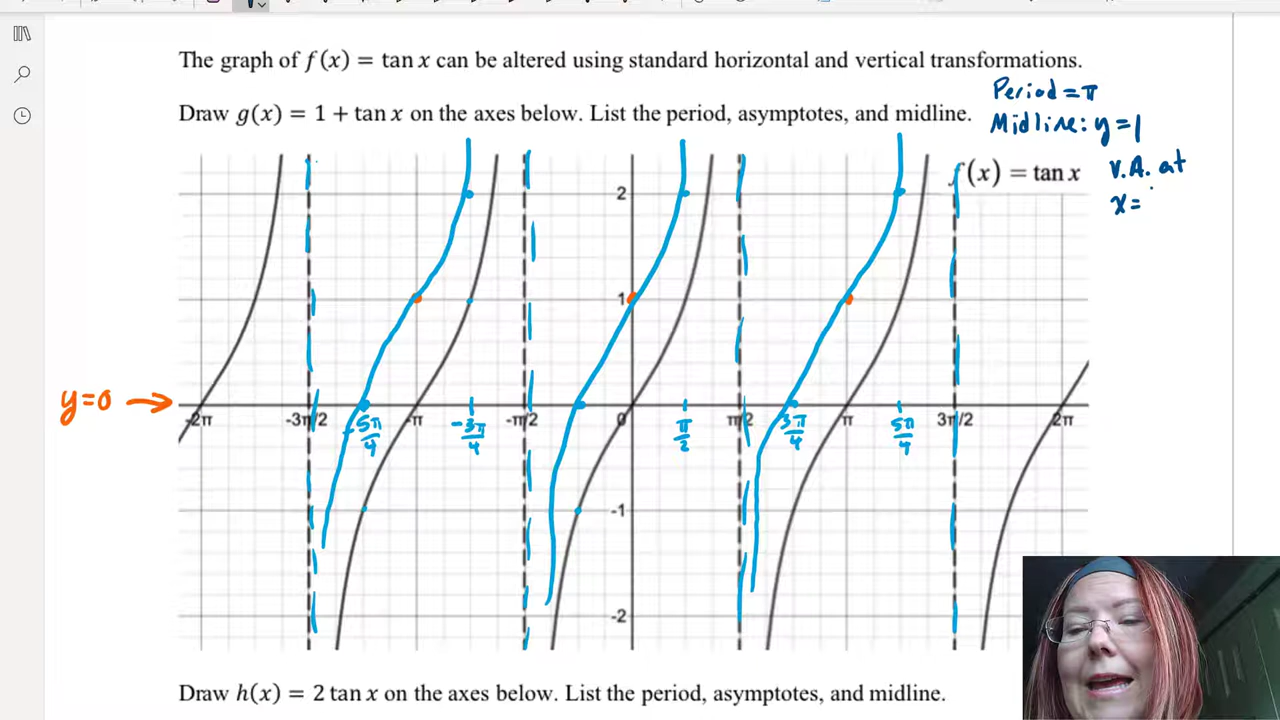 The graph of f(x) = tan x can be altered using standard horizontal and vertical transformations.
Period = π
Draw g(x) = 1 + tan x on the axes below. List the period, asymptotes, and midline.
Midline: y = 1
f(x) = tan x
V.A. at
x =
2
1
y=0 →
-2π
-3π/2
-5π/4
-π
-3π/4
-π/2
0
π/2
π/2
3π/4
π
5π/4
3π/2
2π
-1
-2
Draw h(x) = 2 tan x on the axes below. List the period, asymptotes, and midline.